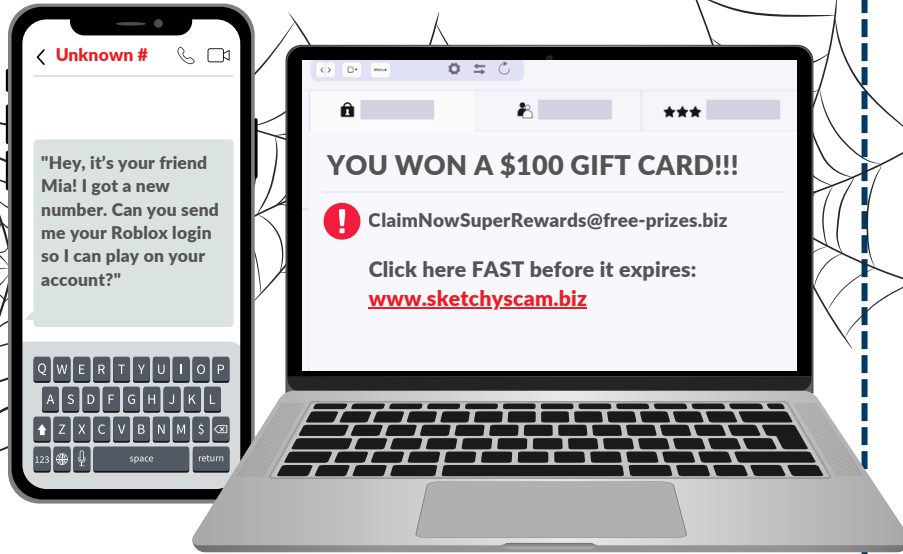 Unknown #
"Hey, it's your friend
Mia! I got a new
number. Can you send
me your Roblox login
so I can play on your
account?"
Q W E R T Y U I O P
A S D F G H J K L
Z X C V B N M $
123 space return
Menu
YOU WON A $100 GIFT CARD!!!
! ClaimNowSuperRewards@free-prizes.biz
Click here FAST before it expires:
www.sketchyscam.biz